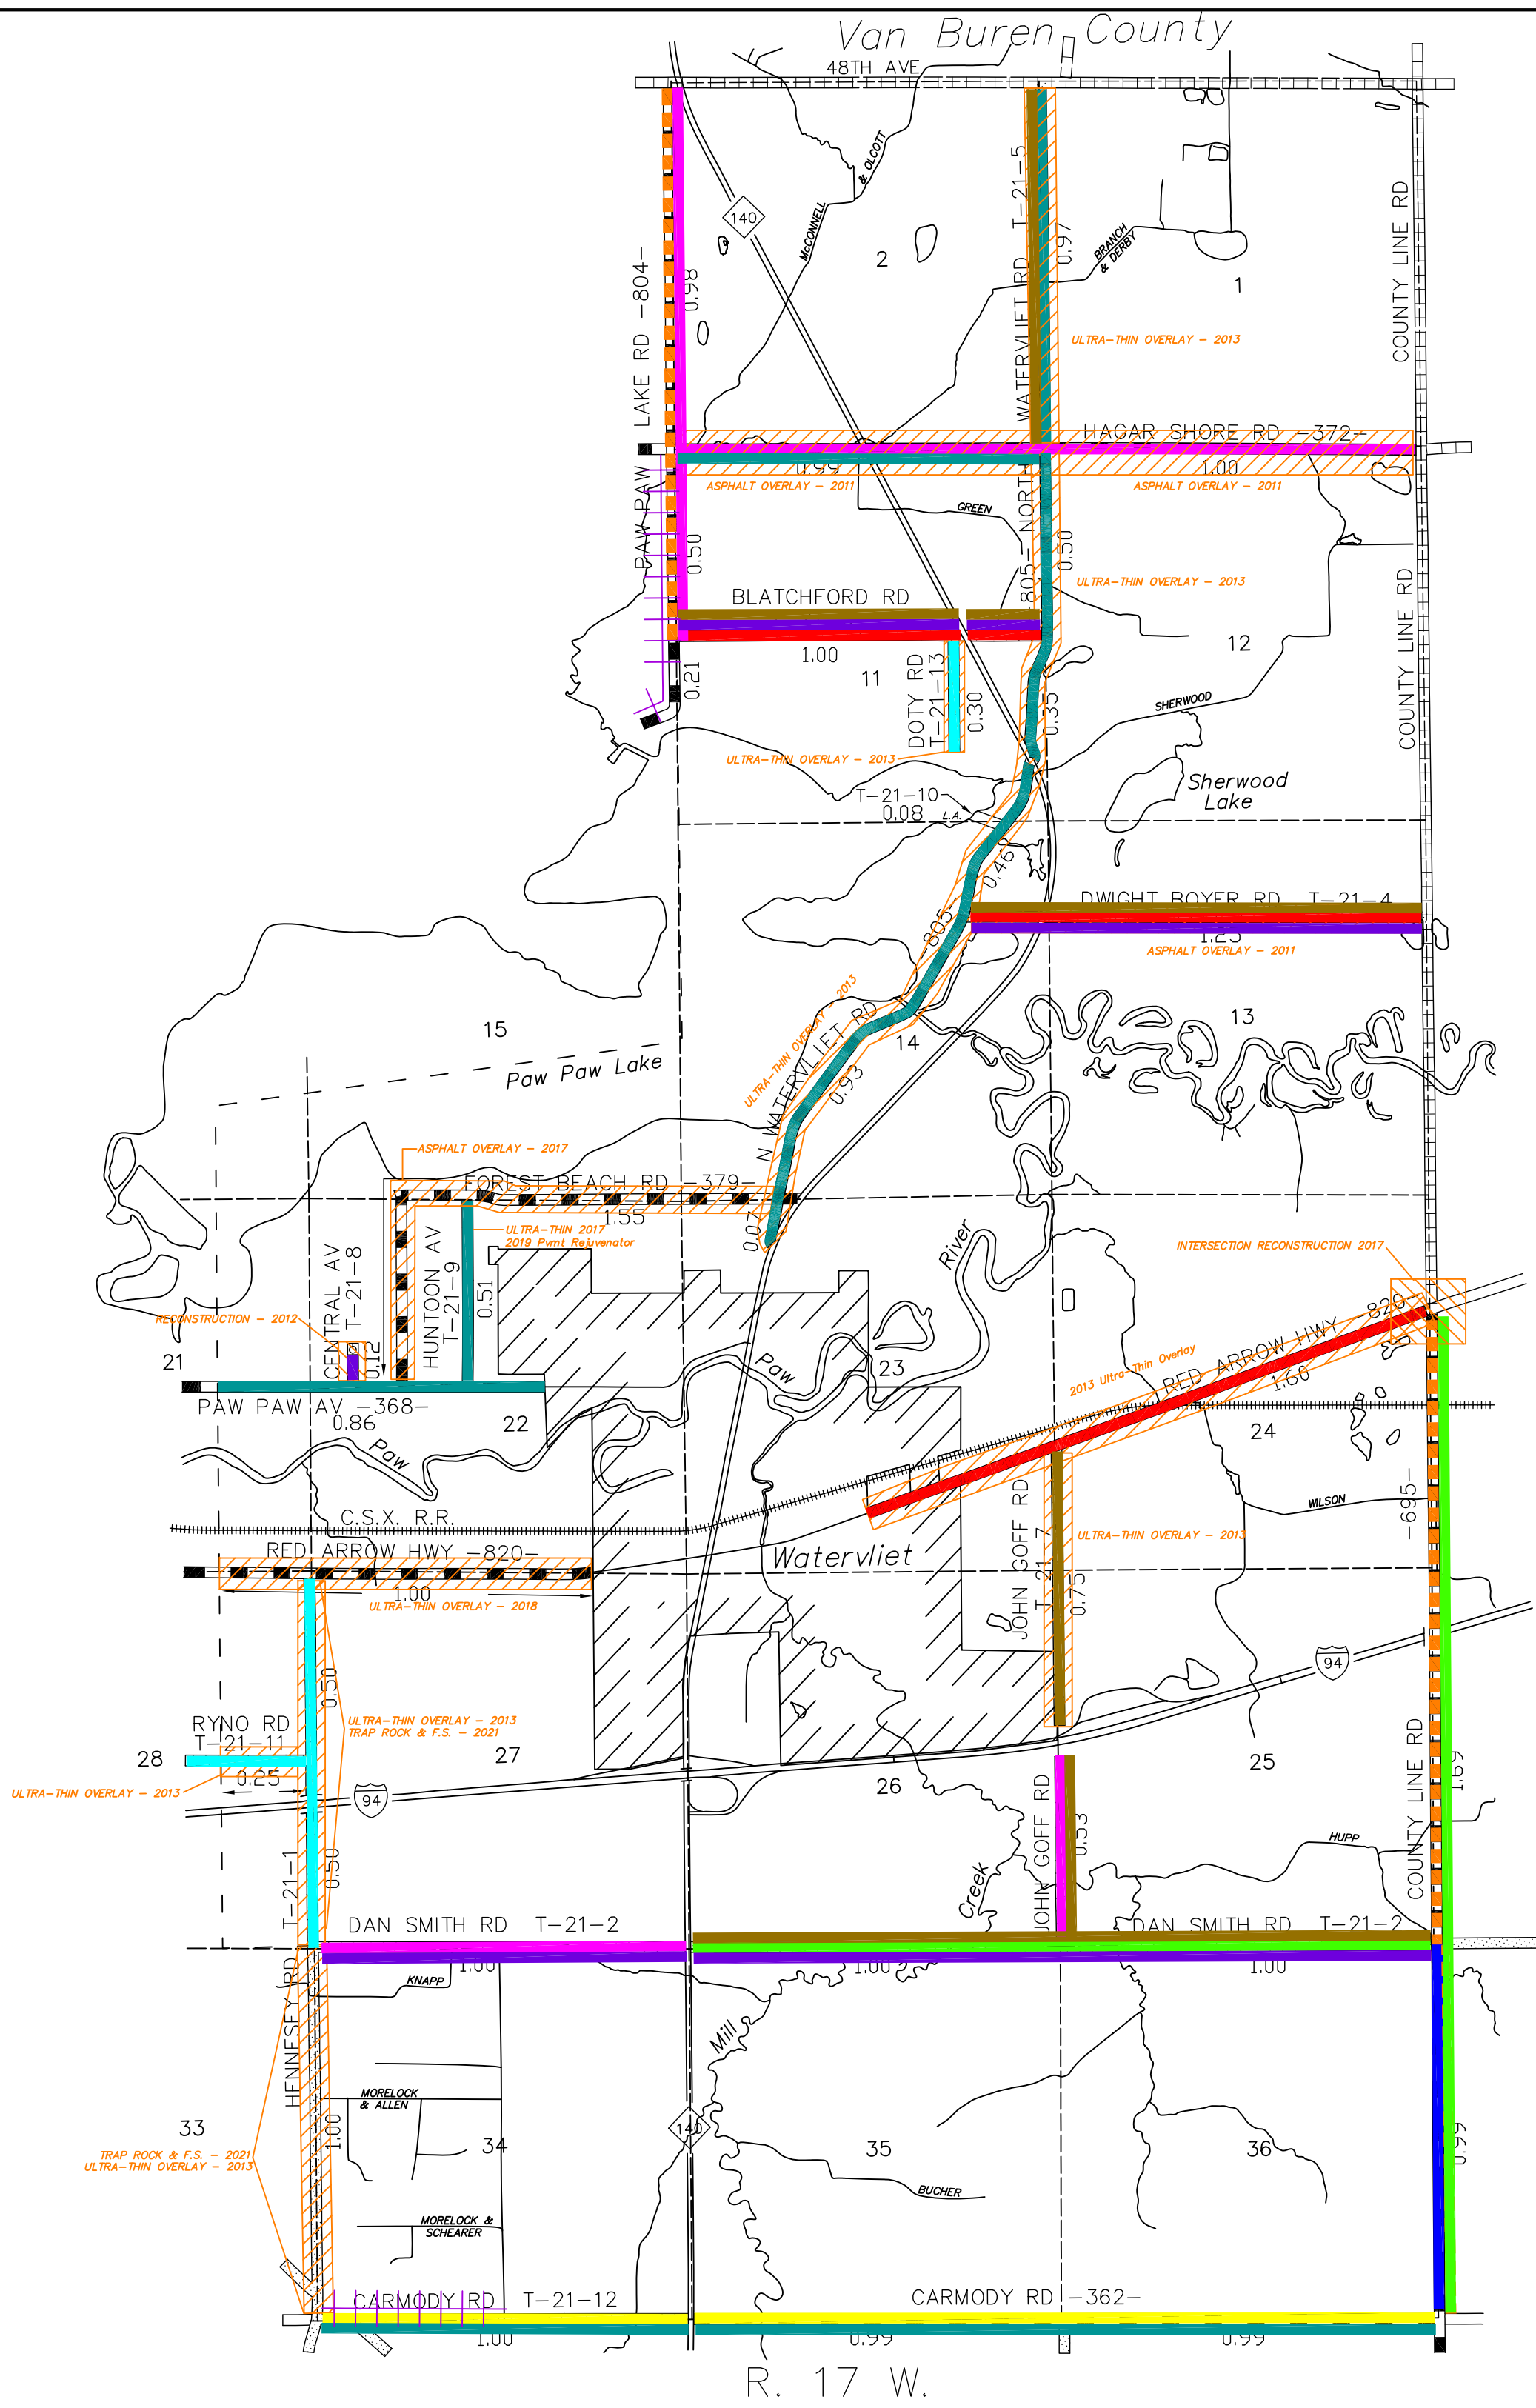 Van Buren County
48TH AVE
140
McCONNELL
& OLCOTT
2
WATERVLIET RD T-21-5
0.97
BRANCH
& DERBY
1
COUNTY LINE RD
LAKE RD -804-
0.98
ULTRA-THIN OVERLAY - 2013
HAGAR SHORE RD -372-
0.99
1.00
ASPHALT OVERLAY - 2011
ASPHALT OVERLAY - 2011
PAW PAW
0.50
GREEN
-805- NORTH
0.50
ULTRA-THIN OVERLAY - 2013
BLATCHFORD RD
1.00
11
12
COUNTY LINE RD
0.21
DOTY RD
T-21-13
0.30
0.35
SHERWOOD
ULTRA-THIN OVERLAY - 2013
Sherwood
Lake
T-21-10
0.08
L.A.
0.46
DWIGHT BOYER RD T-21-4
1.25
ASPHALT OVERLAY - 2011
-805-
15
Paw Paw Lake
ULTRA-THIN OVERLAY - 2013
N WATERVLIET RD
14
13
0.93
ASPHALT OVERLAY - 2017
FOREST BEACH RD -379-
1.55
0.07
ULTRA-THIN 2017
2019 Pvmt Rejuvenator
River
INTERSECTION RECONSTRUCTION 2017
CENTRAL AV
T-21-8
0.12
HUNTOON AV
T-21-9
0.51
RECONSTRUCTION - 2012
21
23
Paw
2013 Ultra-Thin Overlay
RED ARROW HWY -820-
1.60
PAW PAW AV -368-
0.86
22
Paw
24
C.S.X. R.R.
WILSON
-695-
RED ARROW HWY -820-
1.00
ULTRA-THIN OVERLAY - 2018
Watervliet
JOHN GOFF RD
T-21-7
0.75
ULTRA-THIN OVERLAY - 2013
94
0.50
ULTRA-THIN OVERLAY - 2013
TRAP ROCK & F.S. - 2021
RYNO RD
T-21-11
28
0.25
27
ULTRA-THIN OVERLAY - 2013
94
26
25
1.69
COUNTY LINE RD
JOHN GOFF RD
0.53
HUPP
T-21-1
0.50
Creek
DAN SMITH RD T-21-2
DAN SMITH RD T-21-2
1.00
1.00
1.00
KNAPP
HENNESEY RD
Mill
MORELOCK
& ALLEN
33
1.00
34
140
35
36
0.99
TRAP ROCK & F.S. - 2021
ULTRA-THIN OVERLAY - 2013
BUCHER
MORELOCK &
SCHEARER
CARMODY RD T-21-12
CARMODY RD -362-
1.00
0.99
0.99
R. 17 W.